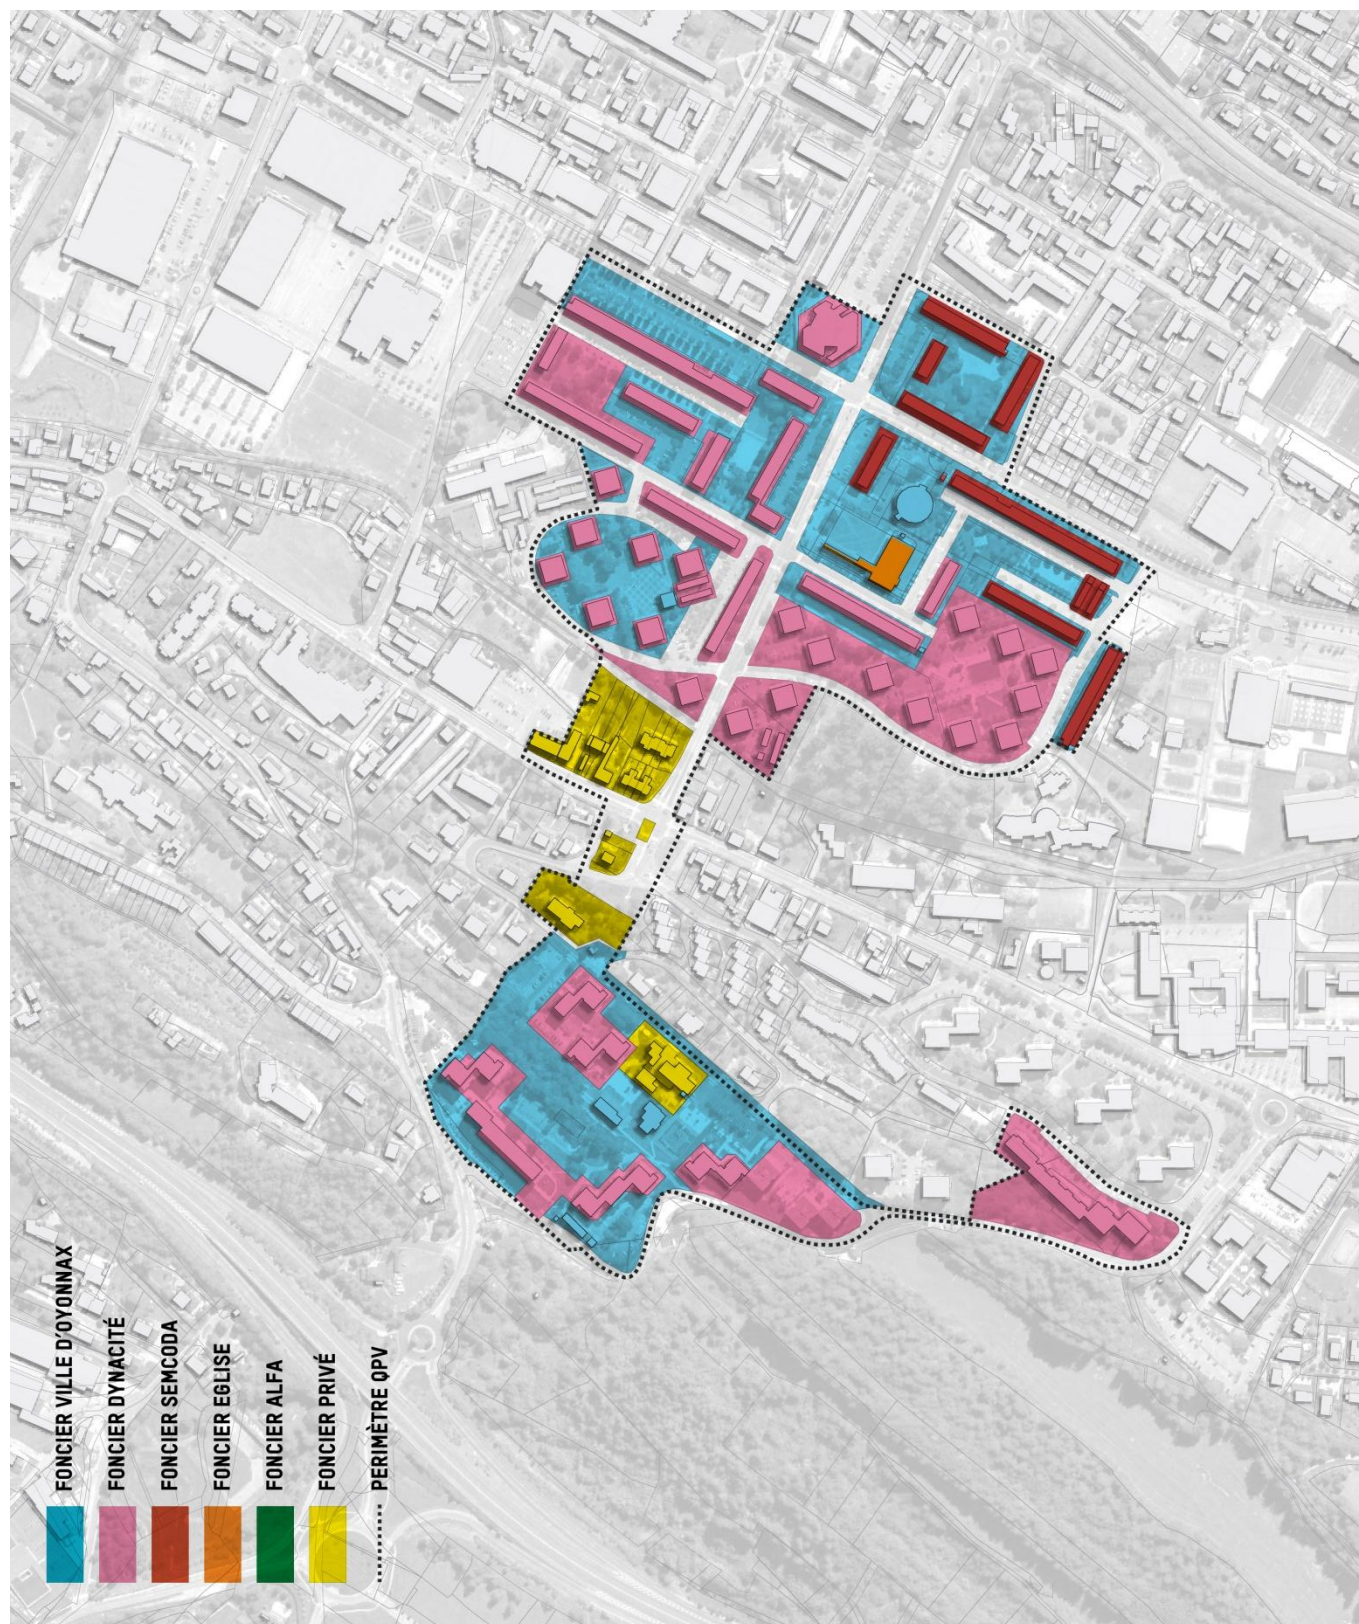 FONCIER VILLE D'OYONNAX
FONCIER DYNACITÉ
FONCIER SEMCODA
FONCIER EGLISE
FONCIER ALFA
FONCIER PRIVÉ
PERIMÈTRE QPV